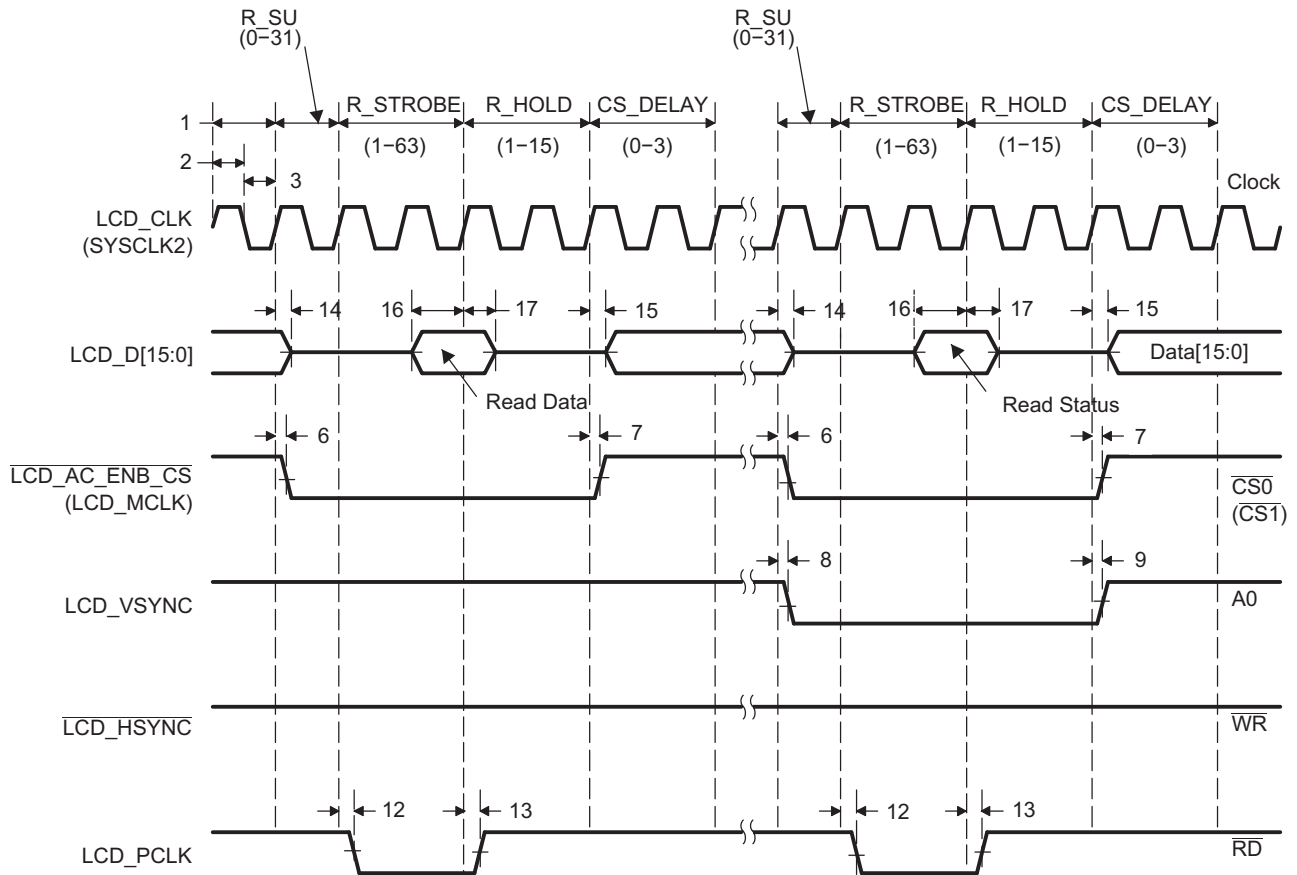 R_SU
(0−31)
R_SU
(0−31)
R_STROBE
R_HOLD
CS_DELAY
R_STROBE
R_HOLD
CS_DELAY
1
(1−63)
(1−15)
(0−3)
(1−63)
(1−15)
(0−3)
2
3
Clock
LCD_CLK
(SYSCLK2)
14
16
17
15
14
16
17
15
LCD_D[15:0]
Data[15:0]
Read Data
Read Status
6
7
6
7
LCD_AC_ENB_CS
(LCD_MCLK)
CS0
(CS1)
8
9
LCD_VSYNC
A0
LCD_HSYNC
WR
12
13
12
13
LCD_PCLK
RD